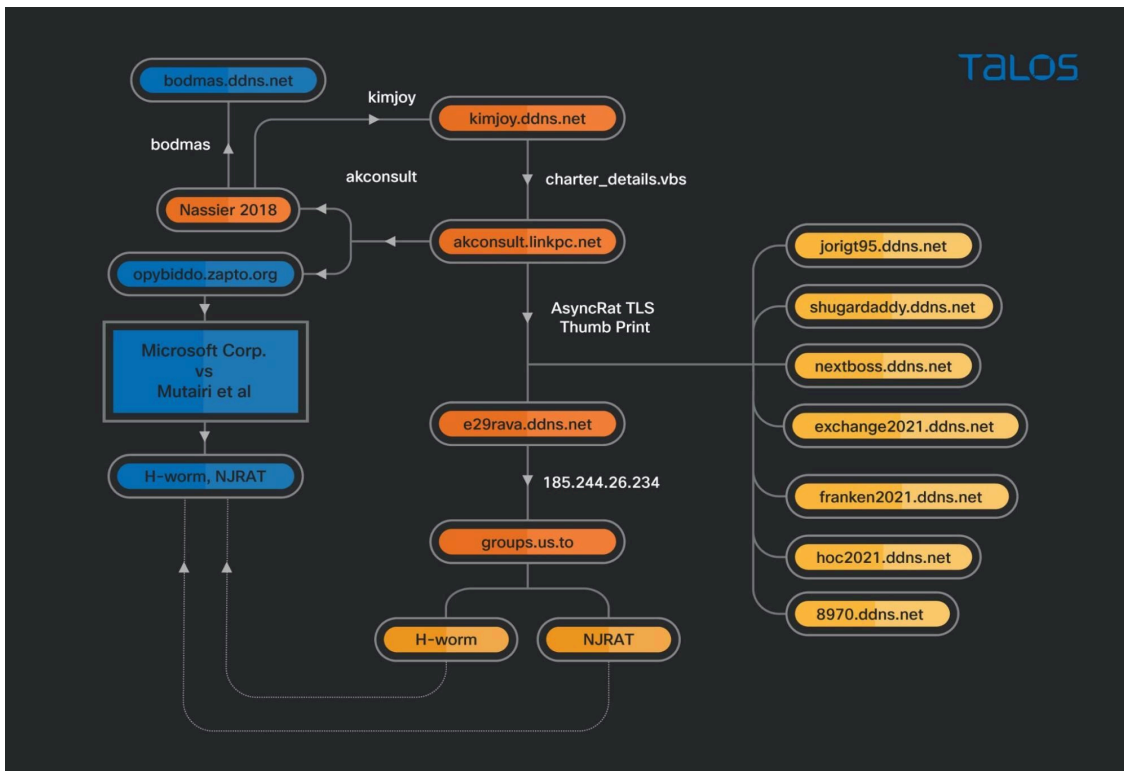 TALOS
bodmas.ddns.net
kimjoy
kimjoy.ddns.net
bodmas
akconsult
charter_details.vbs
Nassier 2018
akconsult.linkpc.net
jorigt95.ddns.net
opybiddo.zapto.org
shugardaddy.ddns.net
AsyncRat TLS
Thumb Print
Microsoft Corp.
vs
Mutairi et al
nextboss.ddns.net
e29rava.ddns.net
exchange2021.ddns.net
H-worm, NJRAT
185.244.26.234
franken2021.ddns.net
groups.us.to
hoc2021.ddns.net
8970.ddns.net
H-worm
NJRAT